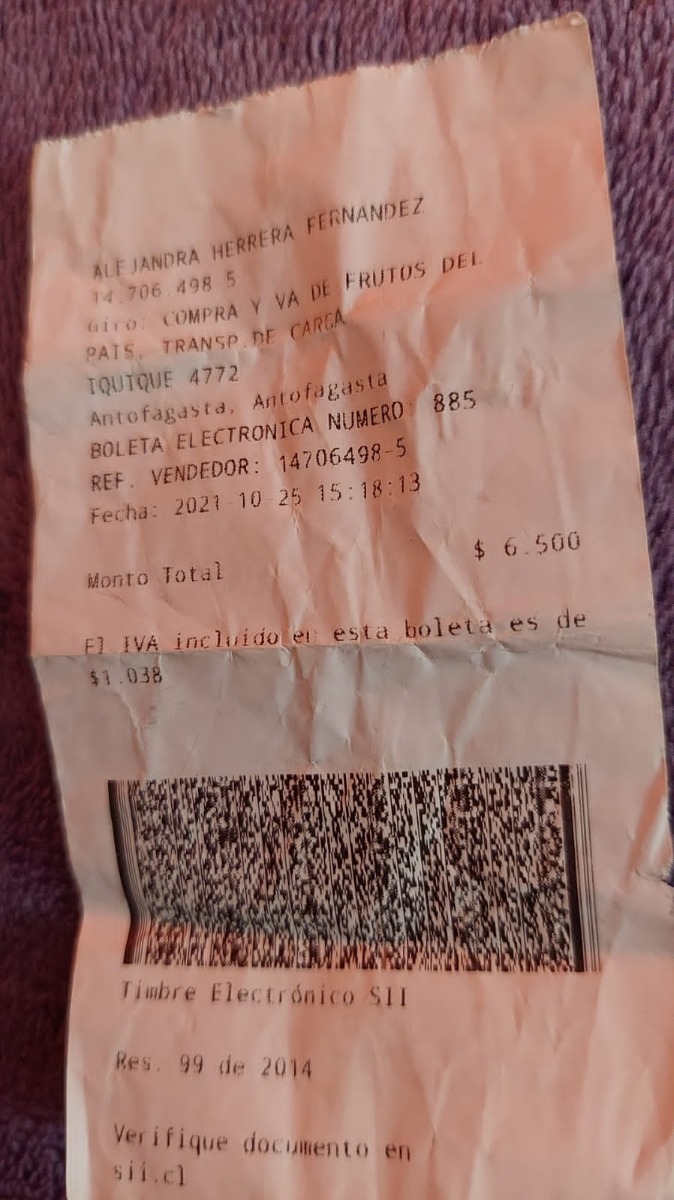 ALEJANDRA HERRERA FERNANDEZ
14.706.498 5
Giro: COMPRA Y VA DE FRUTOS DEL
PAIS, TRANSP.DE CARGA
IQUIQUE 4772
Antofagasta, Antofagasta
BOLETA ELECTRONICA NUMERO: 885
REF. VENDEDOR: 14706498-5
Fecha: 2021-10-25 15:18:13
$ 6.500
Monto Total
El IVA incluido en esta boleta es de
$1.038
Timbre Electrónico SII
Res. 99 de 2014
Verifique documento en
sii.cl